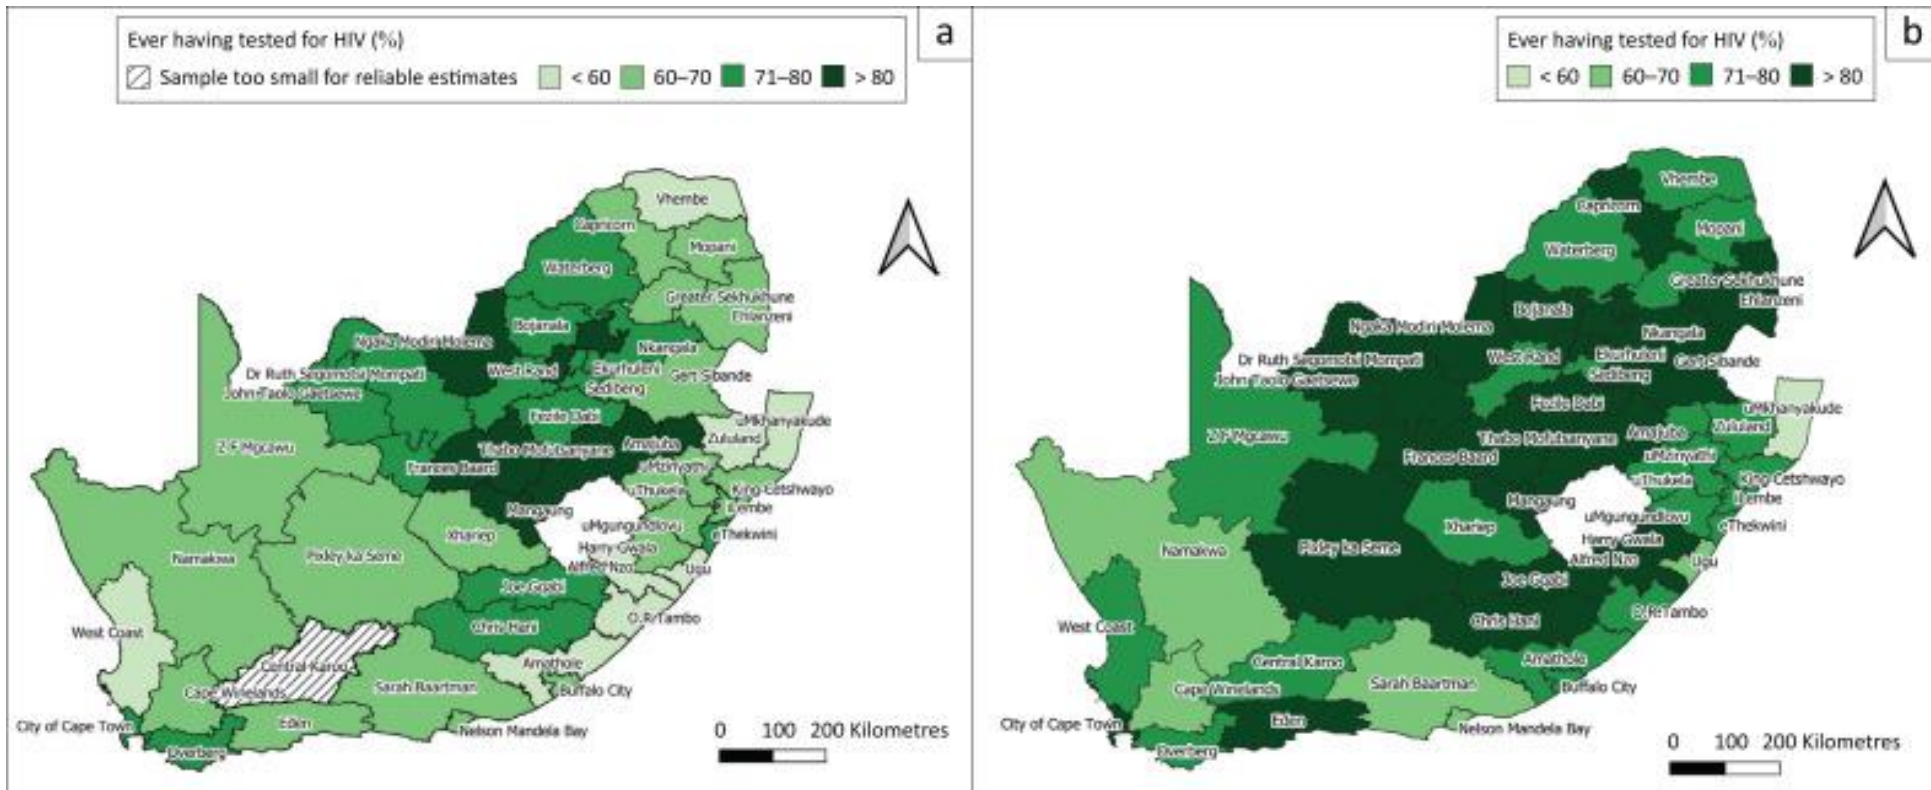 a
Ever having tested for HIV (%)
Sample too small for reliable estimates < 60 60–70 71–80 > 80
Vhembe
Capricorn
Mopani
Waterberg
Greater Sekhukhune
Ehlanzeni
Bojanala
Ngaka Modiri Molema
Nkangala
West Rand
Ekurhuleni
Dr Ruth Segomotsi Mompati
Gert Sibande
Sedibeng
John Taolo Gaetsewe
Fezile Dabi
uMkhanyakude
Zululand
Amajuba
Z F Mgcawu
Thabo Mofutsanyane
Frances Baard
uMzinyathi
uThukela
King Cetshwayo
iLembe
Mangaung
uMgungundlovu
eThekwini
Xhariep
Harry Gwala
Namakwa
Pixley ka Seme
Alfred Nzo
Ugu
Joe Gqabi
O.R.Tambo
Chris Hani
West Coast
Central Karoo
Amathole
Cape Winelands
Sarah Baartman
Buffalo City
City of Cape Town
Eden
Nelson Mandela Bay
Overberg
0 100 200 Kilometres
b
Ever having tested for HIV (%)
< 60 60–70 71–80 > 80
Vhembe
Capricorn
Mopani
Waterberg
Greater Sekhukhune
Ehlanzeni
Bojanala
Ngaka Modiri Molema
Nkangala
West Rand
Ekurhuleni
Dr Ruth Segomotsi Mompati
Gert Sibande
Sedibeng
John Taolo Gaetsewe
Fezile Dabi
uMkhanyakude
Zululand
Amajuba
Z F Mgcawu
Thabo Mofutsanyane
Frances Baard
uMzinyathi
uThukela
King Cetshwayo
iLembe
Mangaung
uMgungundlovu
eThekwini
Xhariep
Harry Gwala
Namakwa
Pixley ka Seme
Alfred Nzo
Ugu
Joe Gqabi
O.R.Tambo
Chris Hani
West Coast
Central Karoo
Amathole
Cape Winelands
Sarah Baartman
Buffalo City
City of Cape Town
Eden
Nelson Mandela Bay
Overberg
0 100 200 Kilometres